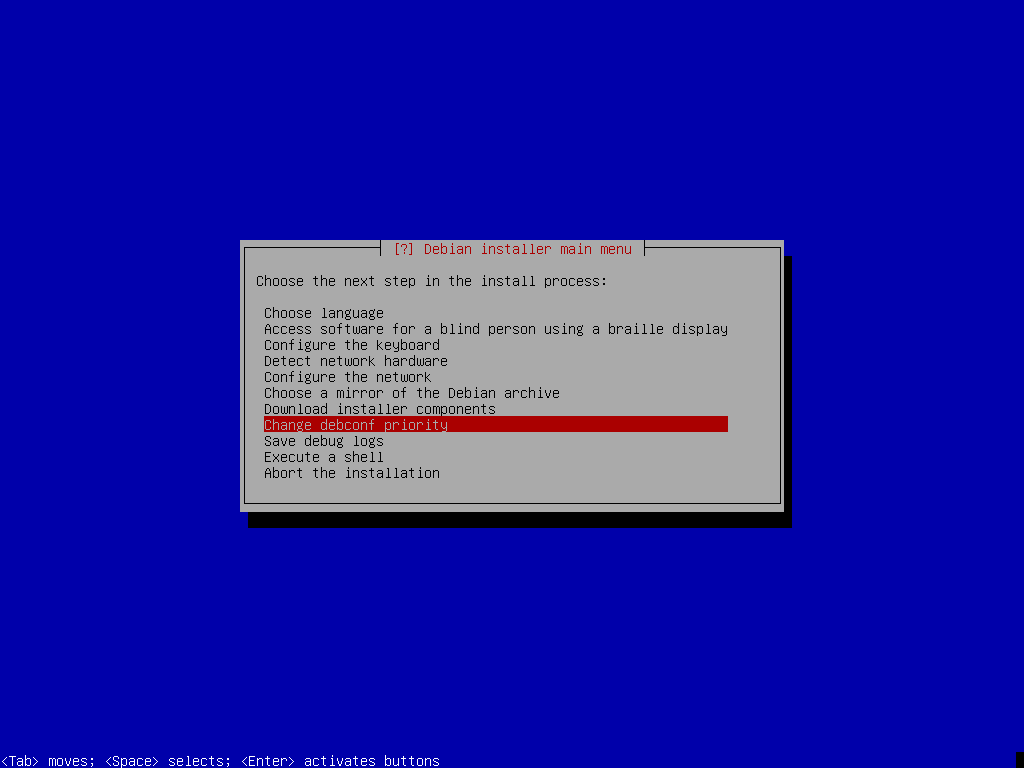 [?] Debian installer main menu
Choose the next step in the install process:
Choose language
Access software for a blind person using a braille display
Configure the keyboard
Detect network hardware
Configure the network
Choose a mirror of the Debian archive
Download installer components
Change debconf priority
Save debug logs
Execute a shell
Abort the installation
<Tab> moves; <Space> selects; <Enter> activates buttons